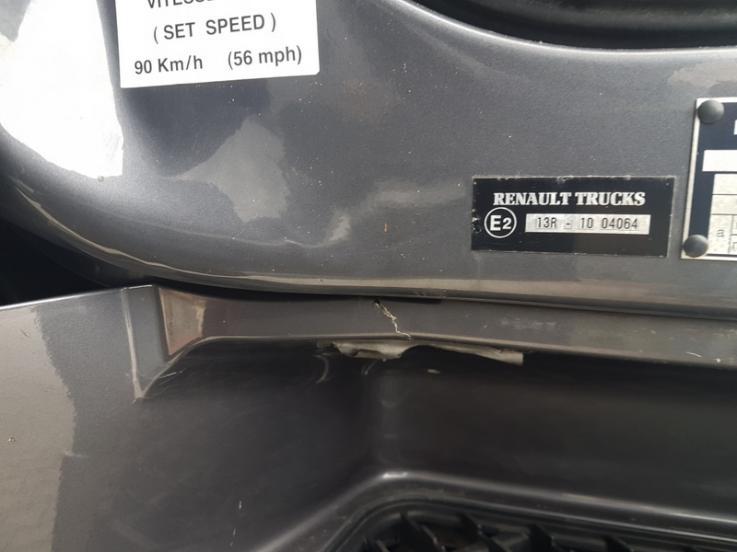 ( SET SPEED )
90 Km/h (56 mph)
RENAULT TRUCKS
E2 13R - 10 04064
a